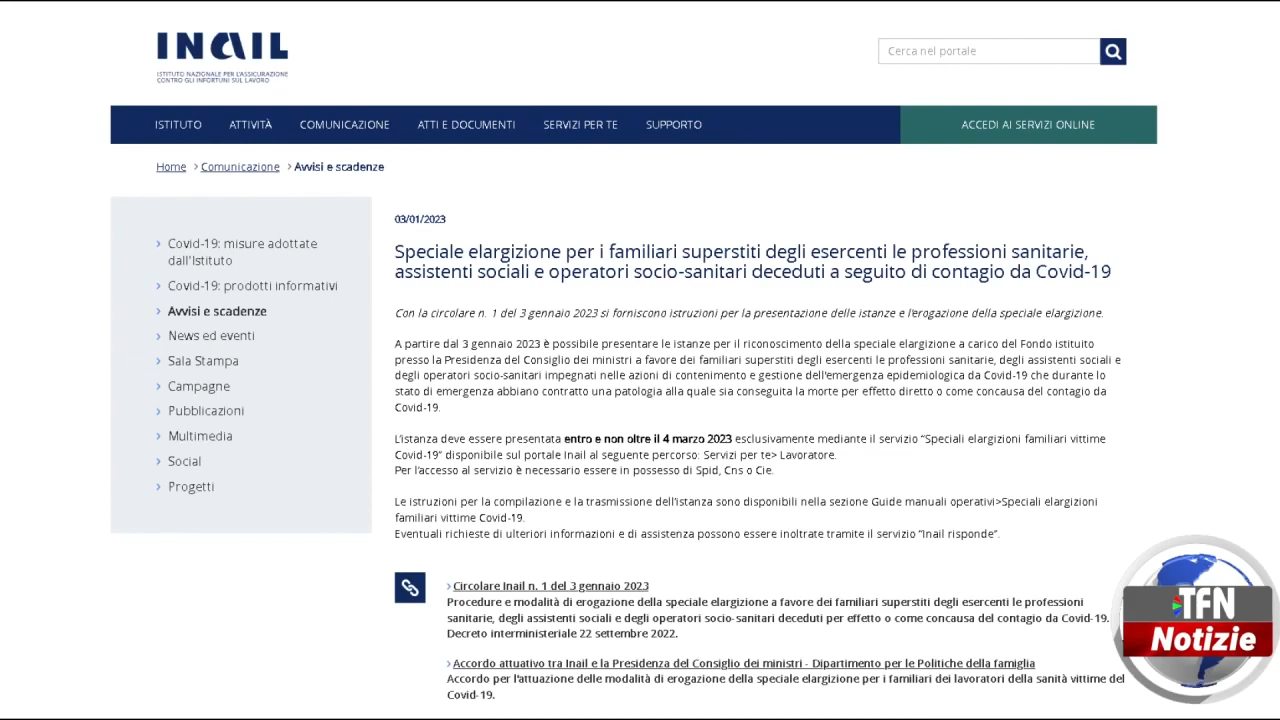 INAIL
ISTITUTO NAZIONALE PER L'ASSICURAZIONE
CONTRO GLI INFORTUNI SUL LAVORO
Cerca nel portale
ISTITUTO ATTIVITÀ COMUNICAZIONE ATTI E DOCUMENTI SERVIZI PER TE SUPPORTO ACCEDI AI SERVIZI ONLINE
Home > Comunicazione > Avvisi e scadenze
› Covid-19: misure adottate
dall'Istituto
› Covid-19: prodotti informativi
› Avvisi e scadenze
› News ed eventi
› Sala Stampa
› Campagne
› Pubblicazioni
› Multimedia
› Social
› Progetti
03/01/2023
Speciale elargizione per i familiari superstiti degli esercenti le professioni sanitarie,
assistenti sociali e operatori socio-sanitari deceduti a seguito di contagio da Covid-19
Con la circolare n. 1 del 3 gennaio 2023 si forniscono istruzioni per la presentazione delle istanze e l'erogazione della speciale elargizione.
A partire dal 3 gennaio 2023 è possibile presentare le istanze per il riconoscimento della speciale elargizione a carico del Fondo istituito
presso la Presidenza del Consiglio dei ministri a favore dei familiari superstiti degli esercenti le professioni sanitarie, degli assistenti sociali e
degli operatori socio-sanitari impegnati nelle azioni di contenimento e gestione dell'emergenza epidemiologica da Covid-19 che durante lo
stato di emergenza abbiano contratto una patologia alla quale sia conseguita la morte per effetto diretto o come concausa del contagio da
Covid-19.
L'istanza deve essere presentata entro e non oltre il 4 marzo 2023 esclusivamente mediante il servizio "Speciali elargizioni familiari vittime
Covid-19" disponibile sul portale Inail al seguente percorso: Servizi per te> Lavoratore.
Per l'accesso al servizio è necessario essere in possesso di Spid, Cns o Cie.
Le istruzioni per la compilazione e la trasmissione dell'istanza sono disponibili nella sezione Guide manuali operativi>Speciali elargizioni
familiari vittime Covid-19.
Eventuali richieste di ulteriori informazioni e di assistenza possono essere inoltrate tramite il servizio "Inail risponde".
› Circolare Inail n. 1 del 3 gennaio 2023
Procedure e modalità di erogazione della speciale elargizione a favore dei familiari superstiti degli esercenti le professioni
sanitarie, degli assistenti sociali e degli operatori socio-sanitari deceduti per effetto o come concausa del contagio da Covid-19.
Decreto interministeriale 22 settembre 2022.
› Accordo attuativo tra Inail e la Presidenza del Consiglio dei ministri - Dipartimento per le Politiche della famiglia
Accordo per l'attuazione delle modalità di erogazione della speciale elargizione per i familiari dei lavoratori della sanità vittime del
Covid-19.
TFN
Notizie